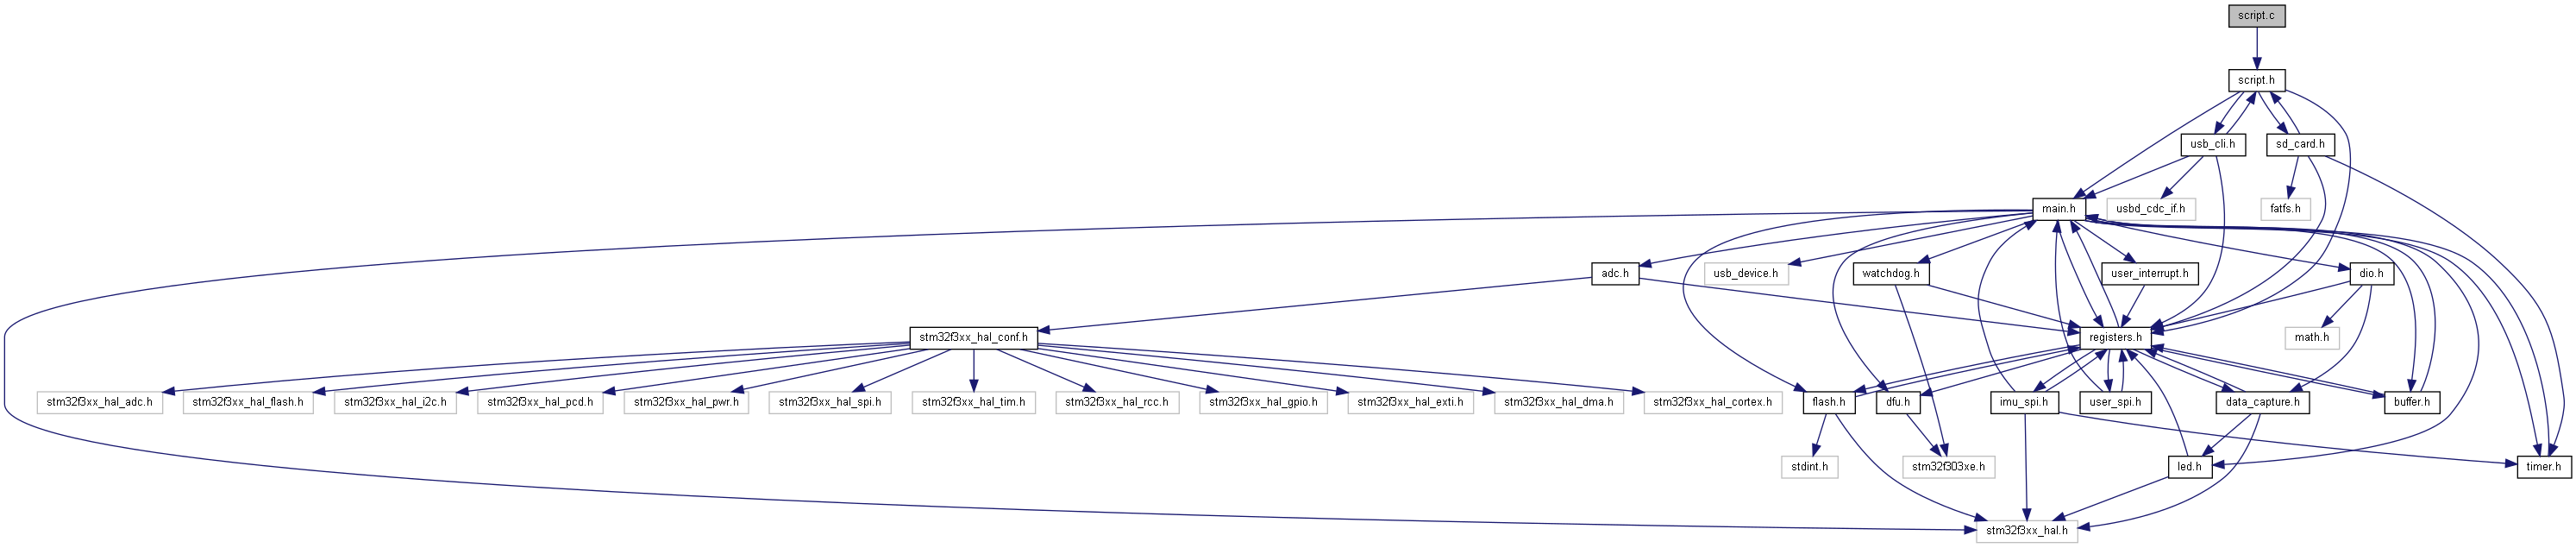 script.c
script.h
usb_cli.h
sd_card.h
main.h
usbd_cdc_if.h
fatfs.h
adc.h
usb_device.h
watchdog.h
user_interrupt.h
dio.h
stm32f3xx_hal_conf.h
registers.h
math.h
stm32f3xx_hal_adc.h
stm32f3xx_hal_flash.h
stm32f3xx_hal_i2c.h
stm32f3xx_hal_pcd.h
stm32f3xx_hal_pwr.h
stm32f3xx_hal_spi.h
stm32f3xx_hal_tim.h
stm32f3xx_hal_rcc.h
stm32f3xx_hal_gpio.h
stm32f3xx_hal_exti.h
stm32f3xx_hal_dma.h
stm32f3xx_hal_cortex.h
flash.h
dfu.h
imu_spi.h
user_spi.h
data_capture.h
buffer.h
stdint.h
stm32f303xe.h
led.h
timer.h
stm32f3xx_hal.h